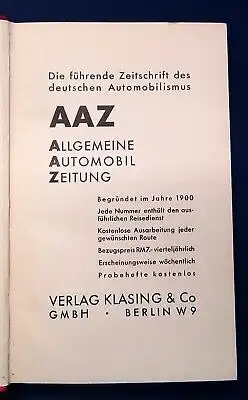 Die führende Zeitschrift des
deutschen Automobilismus
AAZ
ALLGEMEINE
AUTOMOBIL
ZEITUNG
Begründet im Jahre 1900
Jede Nummer enthält den aus-
führlichen Reisedienst
Kostenlose Ausarbeitung jeder
gewünschten Route
Bezugspreis RM 7.- vierteljährlich
Erscheinungsweise wöchentlich
Probehefte kostenlos
VERLAG KLASING & Co
GMBH · BERLIN W 9